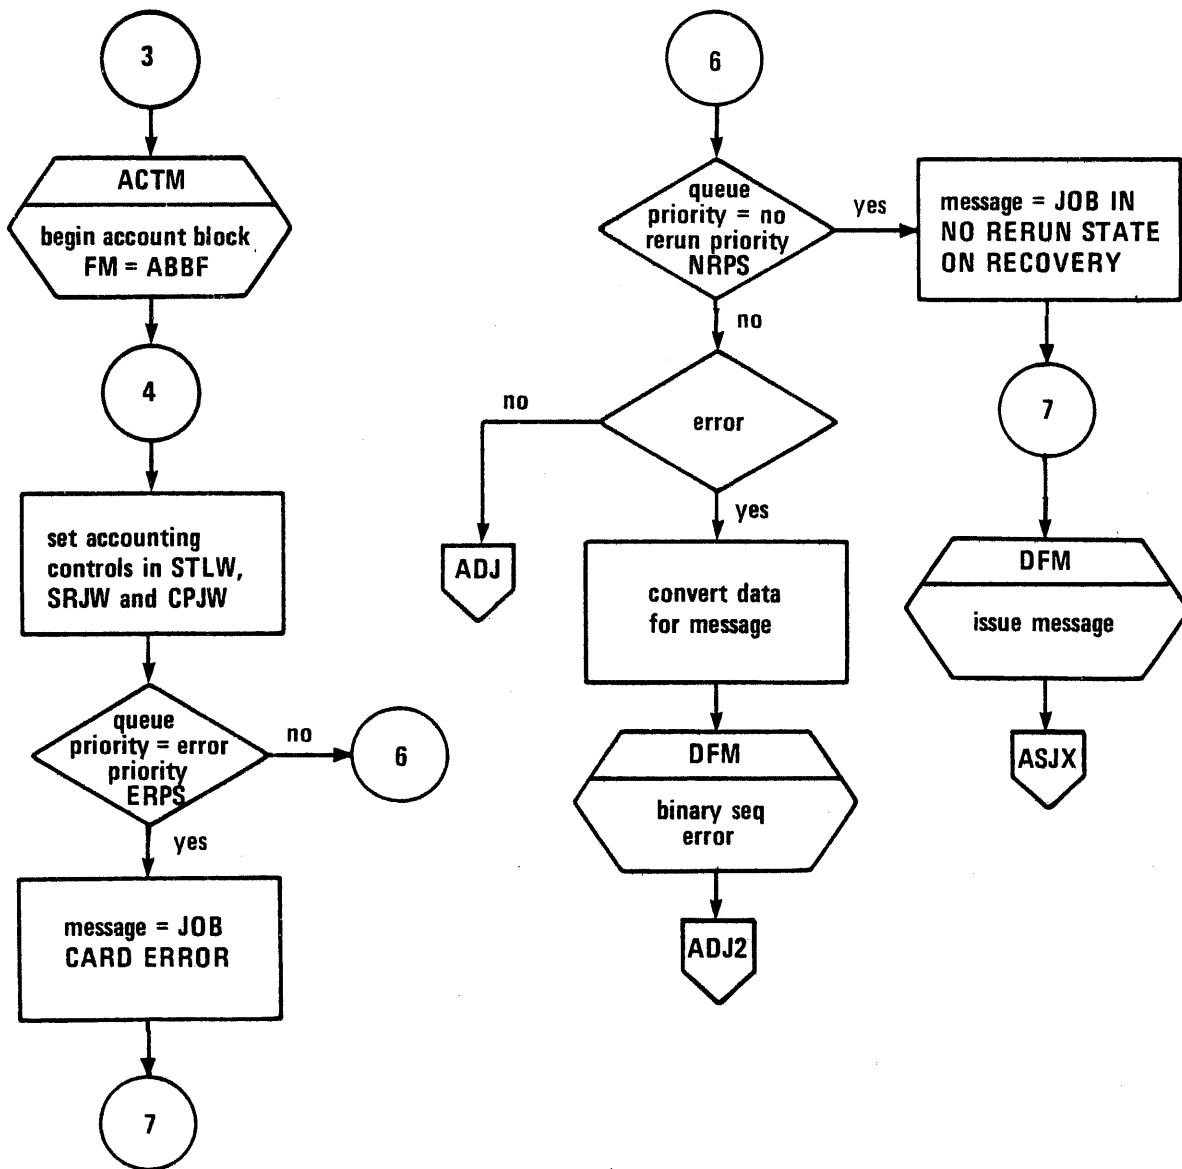 3
ACTM
begin account block
FM = ABBF
4
set accounting
controls in STLW,
SRJW and CPJW
queue
priority = error
priority
ERPS
no
6
yes
message = JOB
CARD ERROR
7
6
queue
priority = no
rerun priority
NRPS
yes
message = JOB IN
NO RERUN STATE
ON RECOVERY
no
7
error
no
ADJ
yes
convert data
for message
DFM
binary seq
error
ADJ2
DFM
issue message
ASJX